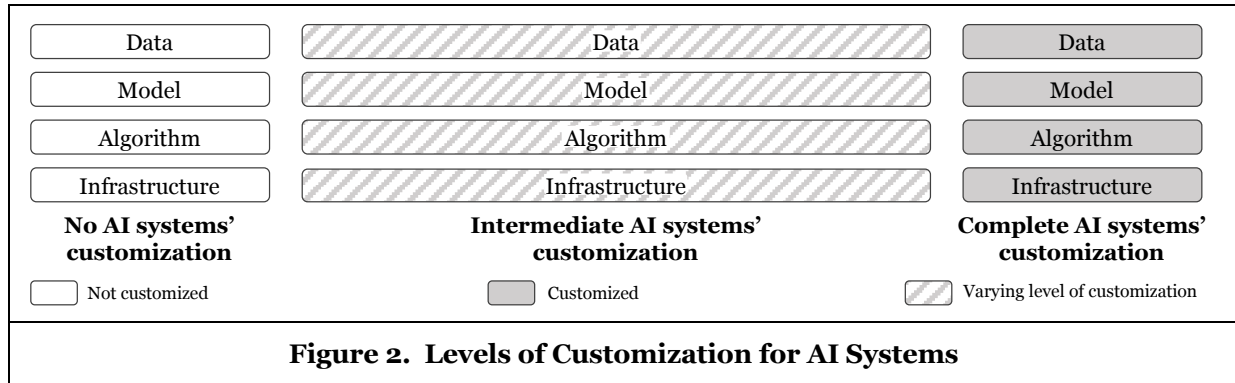 Data
Data
Data
Model
Model
Model
Algorithm
Algorithm
Algorithm
Infrastructure
Infrastructure
Infrastructure
No AI systems’
customization
Intermediate AI systems’
customization
Complete AI systems’
customization
Not customized
Customized
Varying level of customization
Figure 2. Levels of Customization for AI Systems